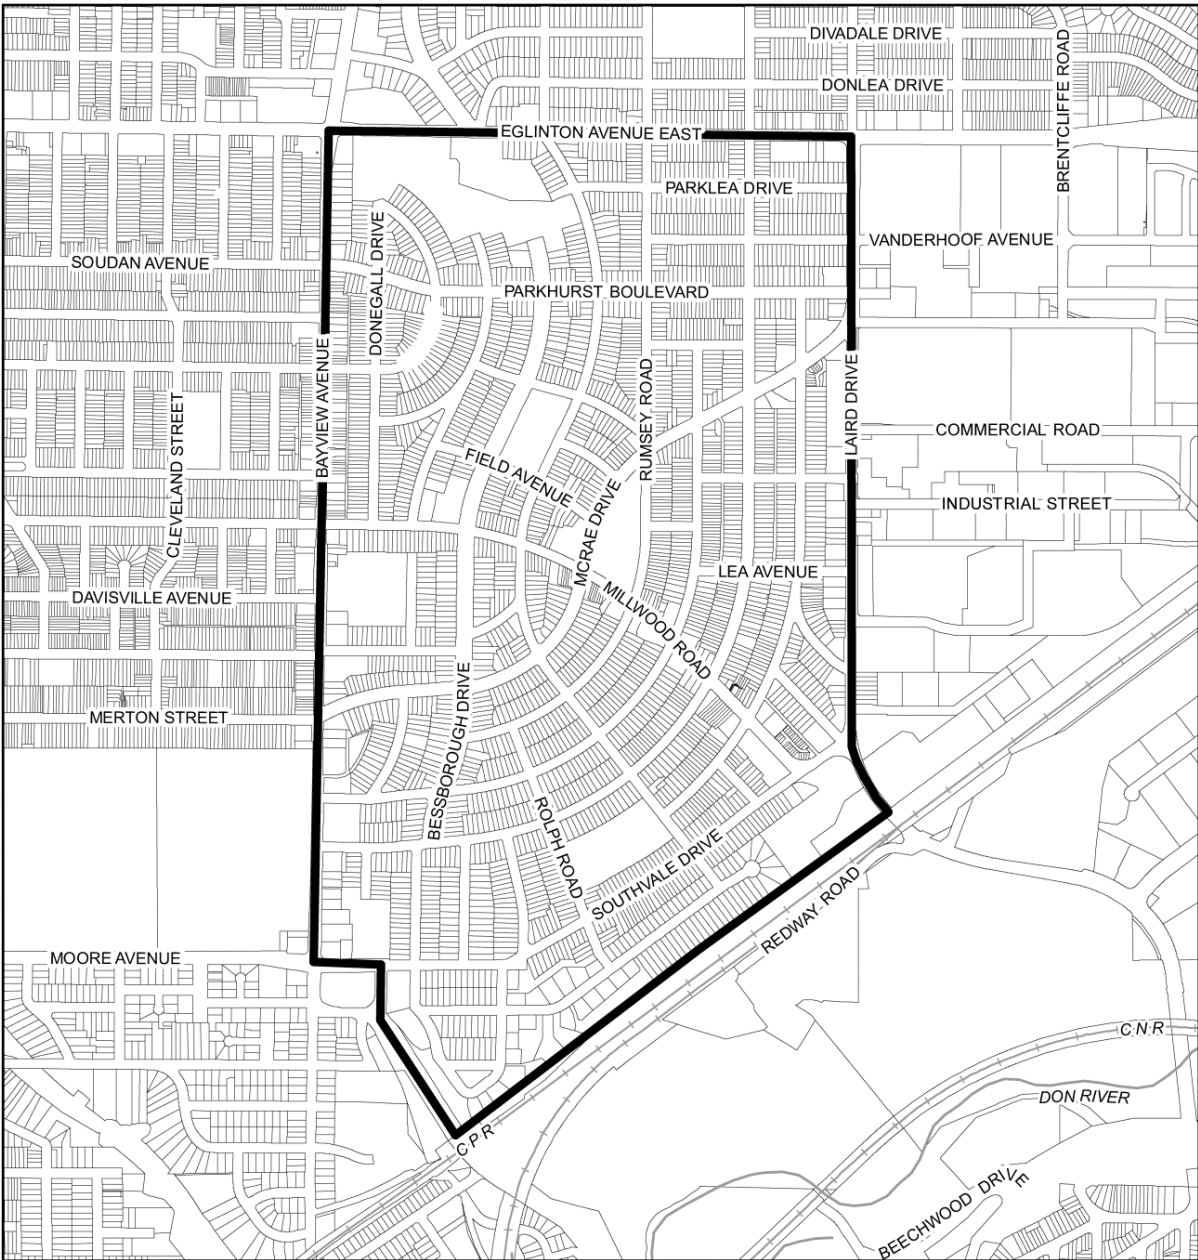 DIVADALE DRIVE
BRENTCLIFFE ROAD
DONLEA DRIVE
EGLINTON AVENUE EAST
PARKLEA DRIVE
DONEGALL DRIVE
VANDERHOOF AVENUE
SOUDAN AVENUE
PARKHURST BOULEVARD
BAYVIEW AVENUE
RUMSEY ROAD
LAIRD DRIVE
CLEVELAND STREET
COMMERCIAL ROAD
FIELD AVENUE
MCRAE DRIVE
INDUSTRIAL STREET
LEA AVENUE
DAVISVILLE AVENUE
MILLWOOD ROAD
BESSBOROUGH DRIVE
MERTON STREET
ROLPH ROAD
SOUTHVALE DRIVE
REDWAY ROAD
MOORE AVENUE
CNR
DON RIVER
CPR
BEECHWOOD DRIVE